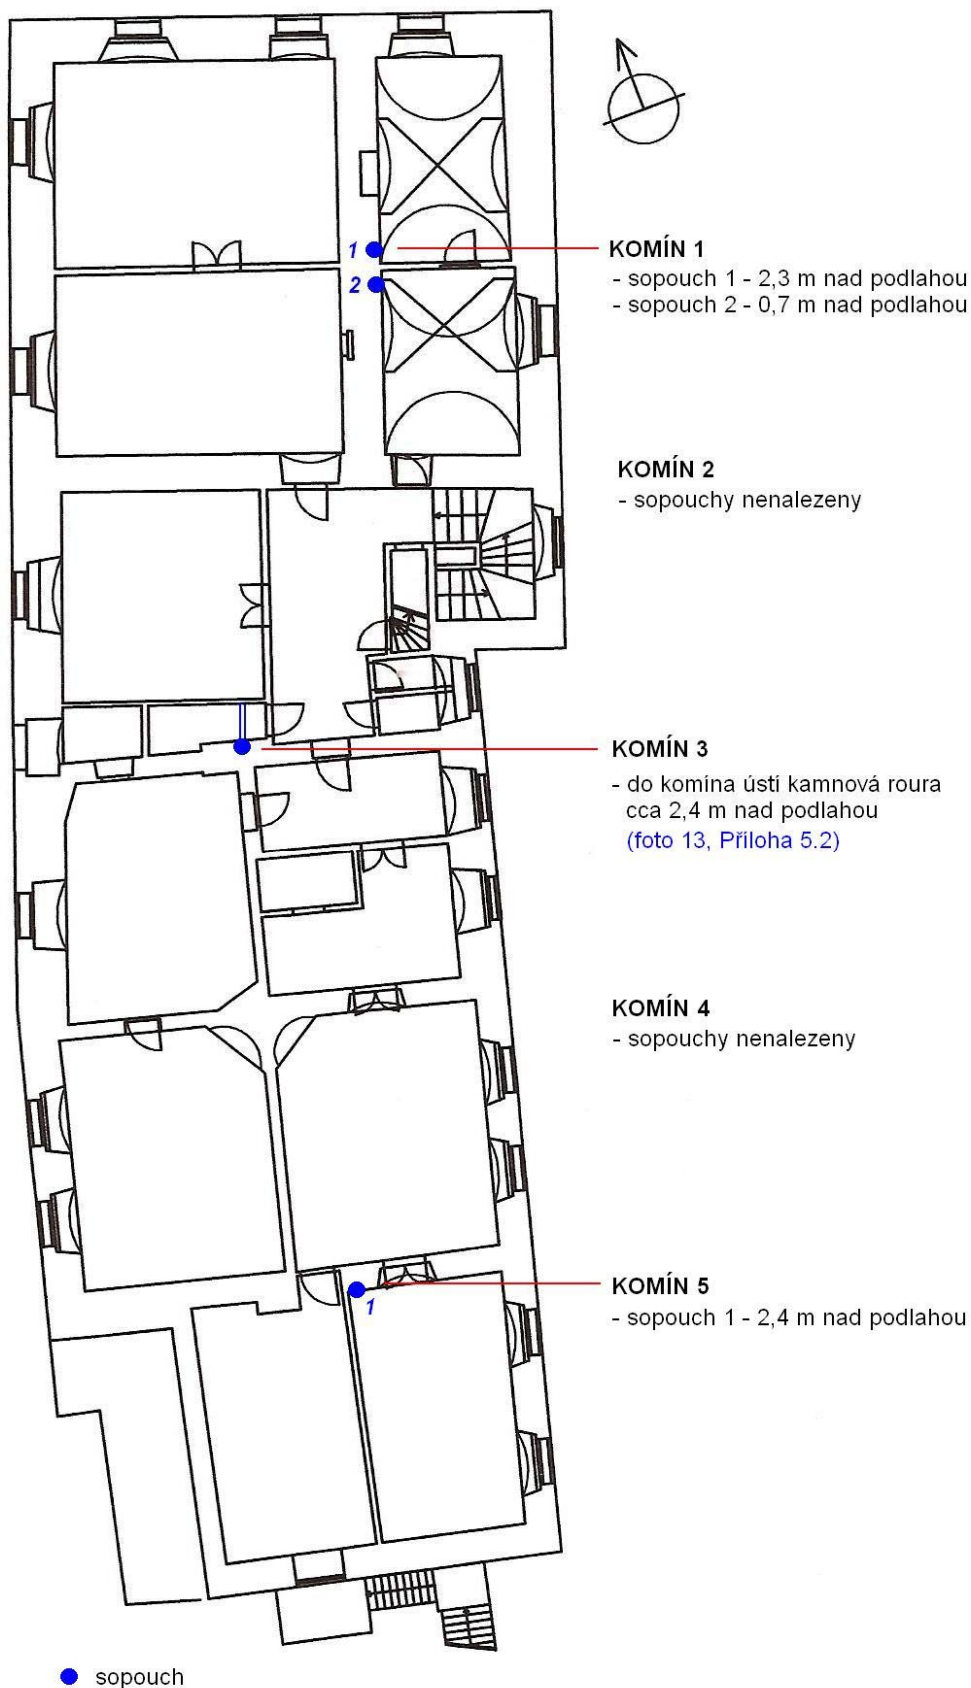 KOMÍN 1
1
- sopouch 1 - 2,3 m nad podlahou
2
- sopouch 2 - 0,7 m nad podlahou
KOMÍN 2
- sopouchy nenalezeny
KOMÍN 3
- do komína ústí kamnová roura
cca 2,4 m nad podlahou
(foto 13, Příloha 5.2)
KOMÍN 4
- sopouchy nenalezeny
KOMÍN 5
1
- sopouch 1 - 2,4 m nad podlahou
sopouch